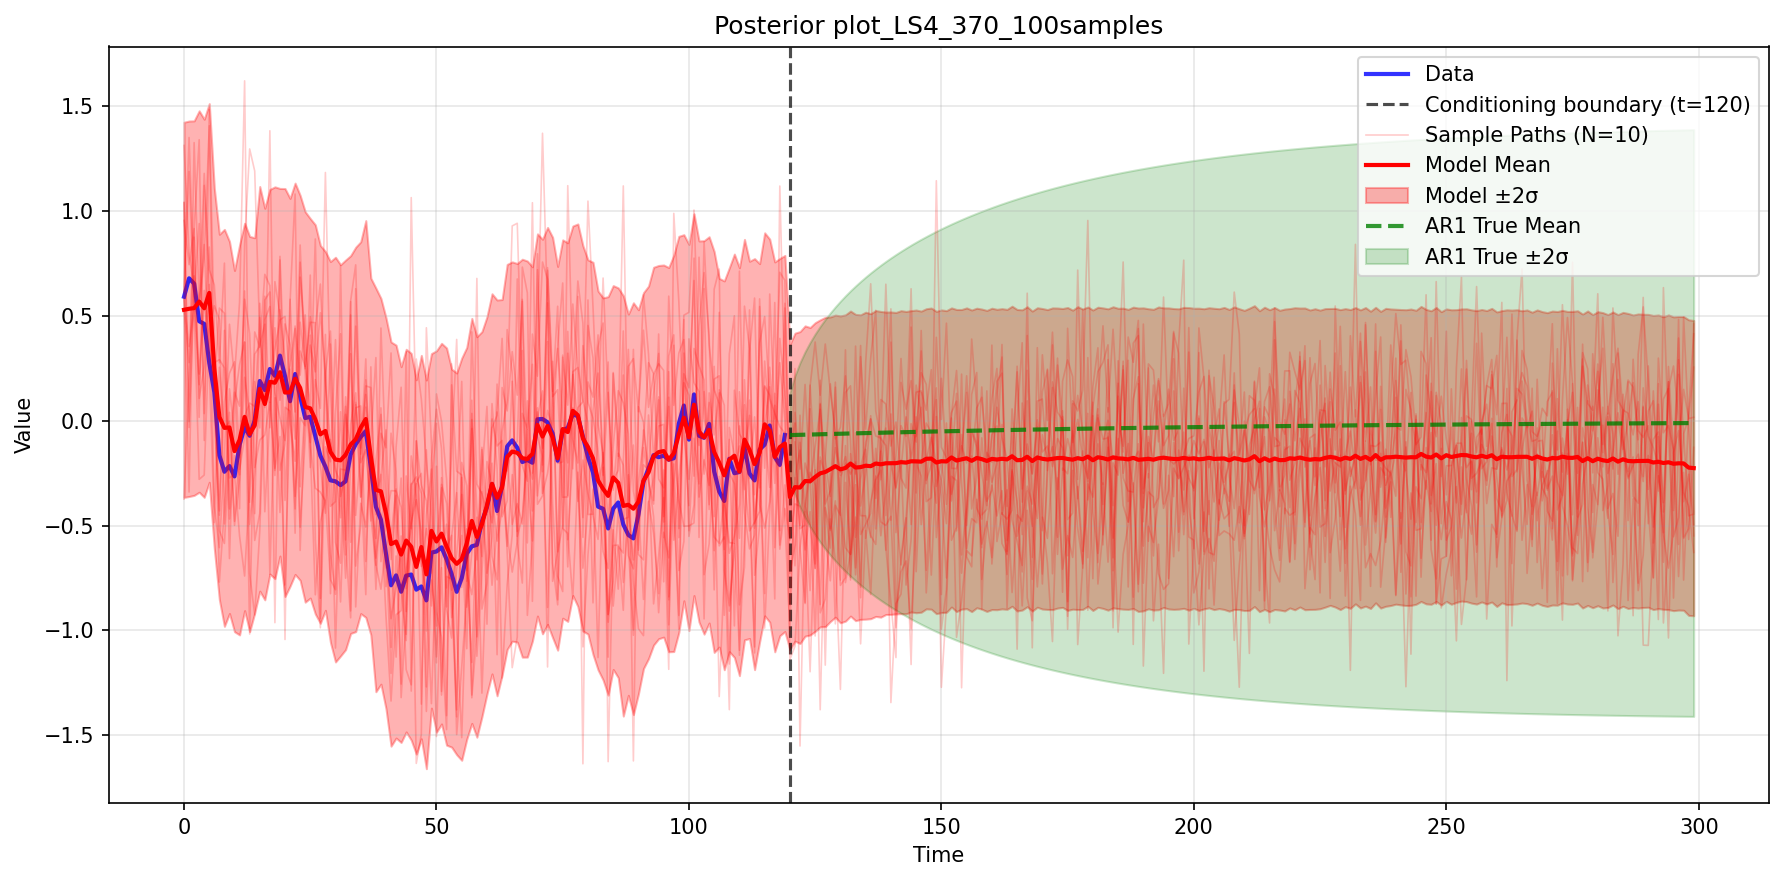 Posterior plot_LS4_370_100samples
Data
Conditioning boundary (t=120)
Sample Paths (N=10)
Model Mean
Model ±2σ
AR1 True Mean
AR1 True ±2σ
Value
1.5
1.0
0.5
0.0
−0.5
−1.0
−1.5
0 50 100 150 200 250 300
Time